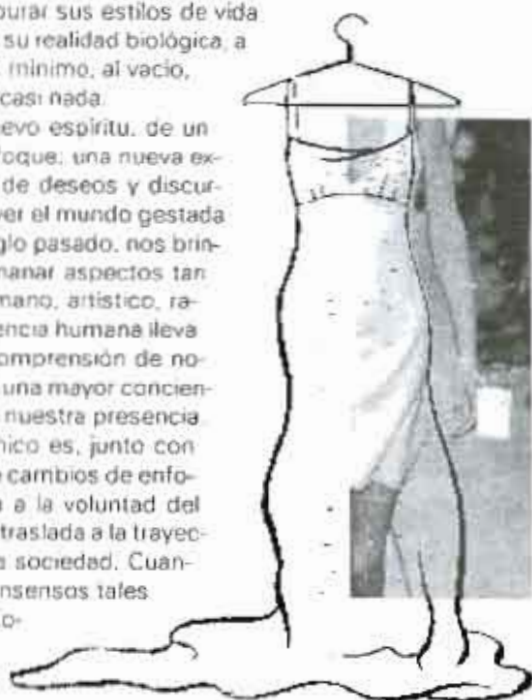 purar sus estilos de vida
su realidad biológica, a
mínimo, al vacío,
casi nada.
evo espíritu, de un
foque; una nueva ex-
de deseos y discur-
ver el mundo gestada
glo pasado, nos brin-
manar aspectos tan
mano, artístico, ra-
encia humana lleva
omprensión de no-
una mayor concien-
nuestra presencia.
nico es, junto con
e cambios de enfo-
a a la voluntad del
traslada a la trayec-
a sociedad. Cuan-
nsensos tales
o-